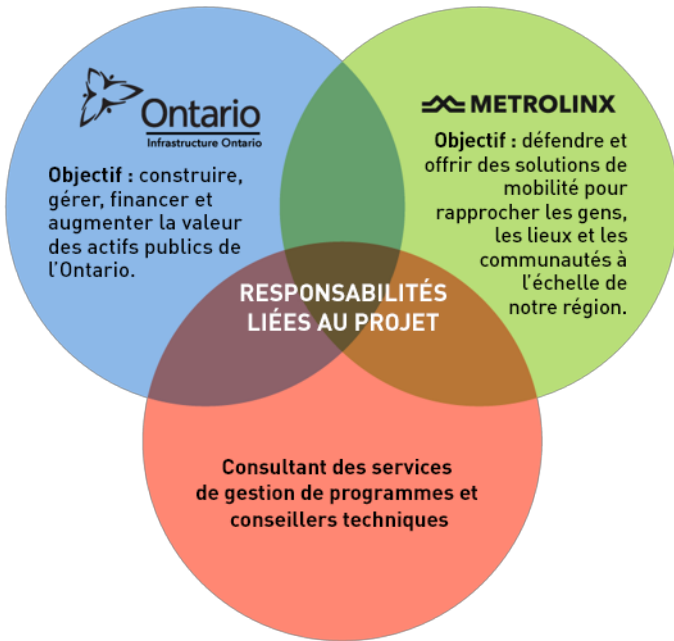 Ontario
Infrastructure Ontario
Objectif : construire,
gérer, financer et
augmenter la valeur
des actifs publics de
l’Ontario.
METROLINX
Objectif : défendre et
offrir des solutions de
mobilité pour
rapprocher les gens,
les lieux et les
communautés à
l’échelle de
notre région.
RESPONSABILITÉS
LIÉES AU PROJET
Consultant des services
de gestion de programmes et
conseillers techniques